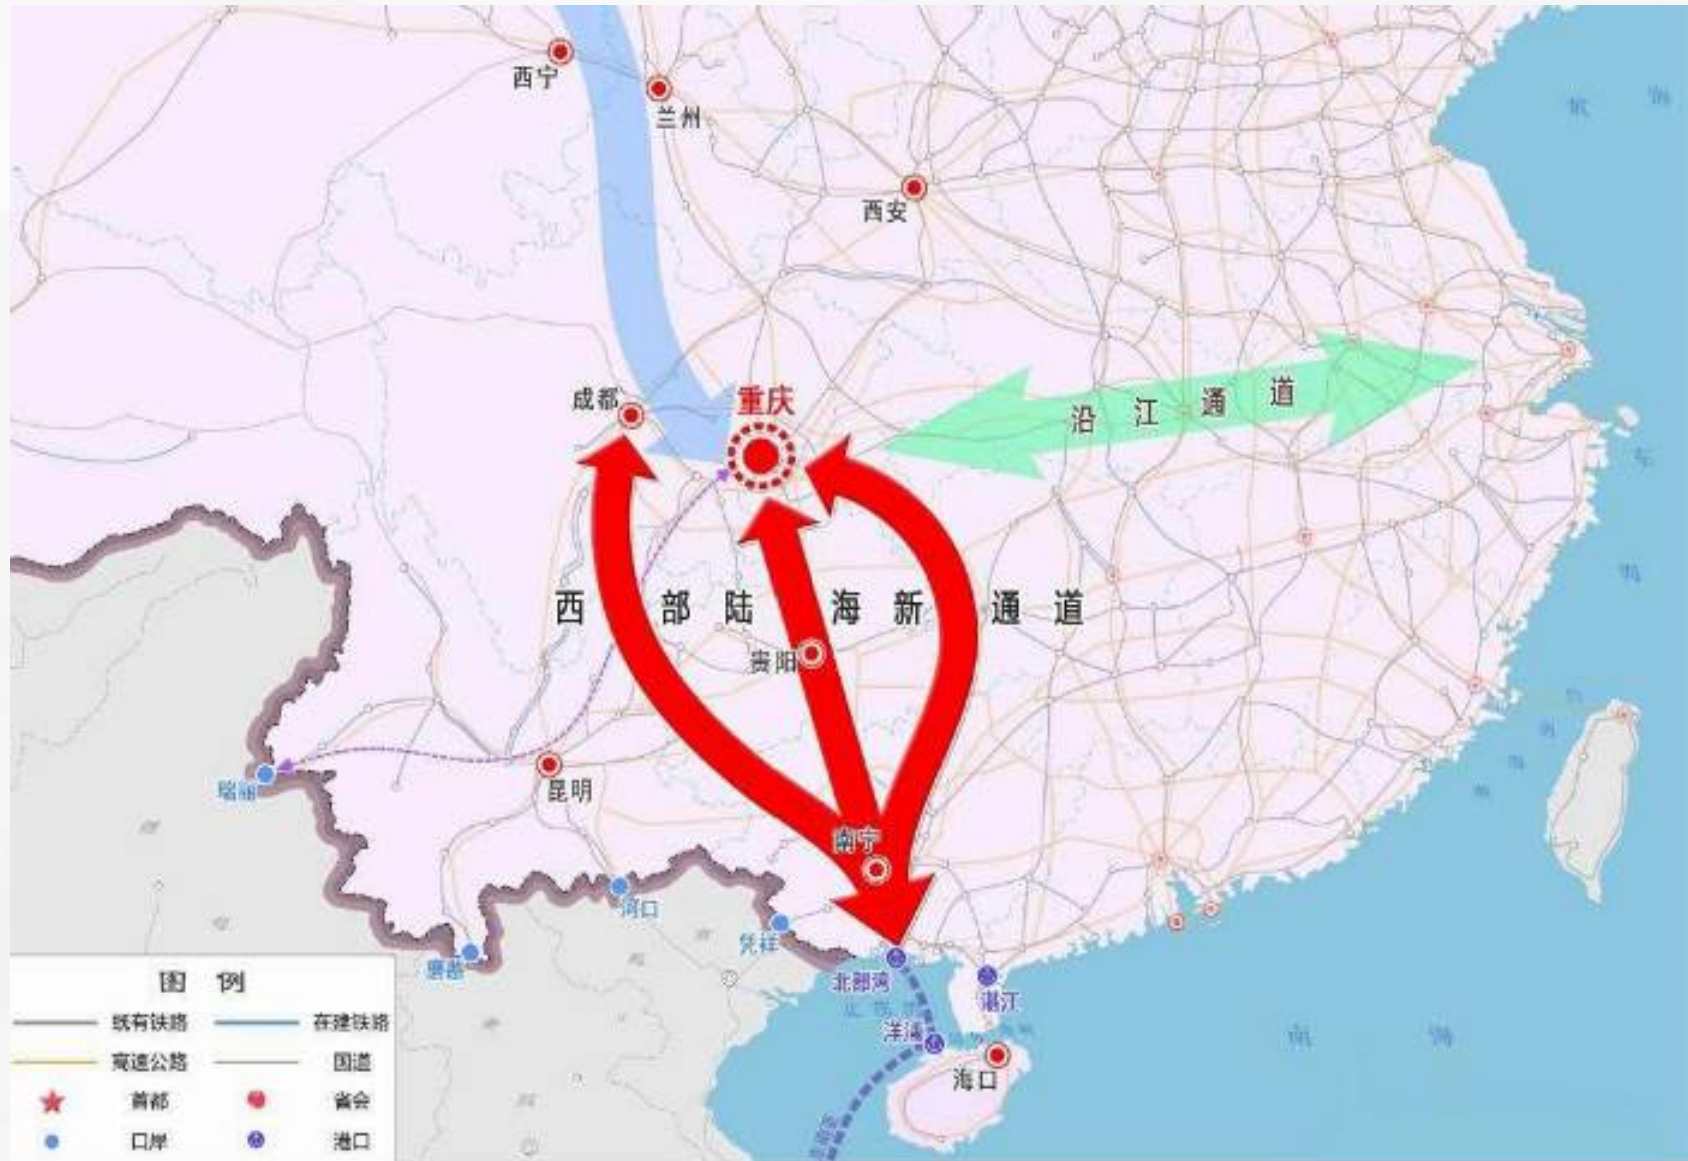 西宁
兰州
西安
成都
重庆
沿江通道
西部陆海新通道
贵阳
昆明
瑞丽
南宁
河口
凭祥
磨憨
北部湾
湛江
洋浦
海口
南海
图例
既有铁路
在建铁路
高速公路
国道
首都
省会
口岸
港口